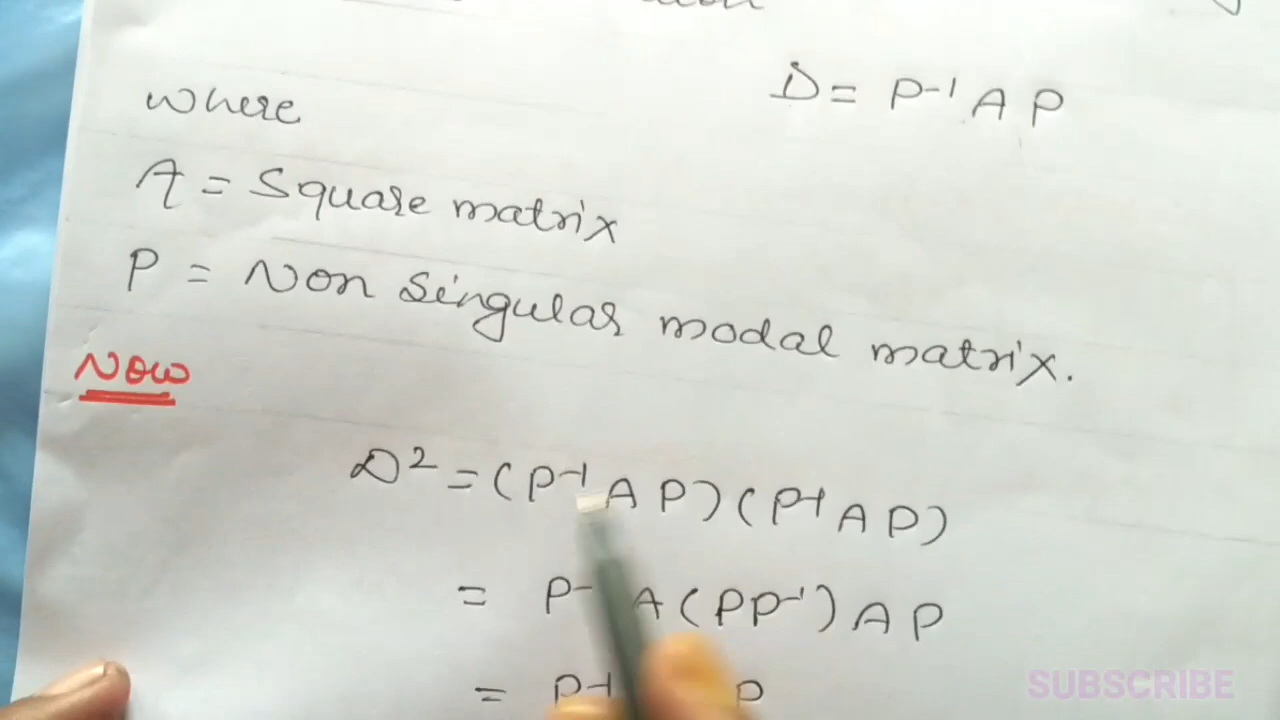 D = P-1 A P
where
A = Square matrix
P = Non Singular modal matrix.
Now
D² = (P-1 A P) (P-1 A P)
= P- A (PP-1) A P
= P-1 P
SUBSCRIBE